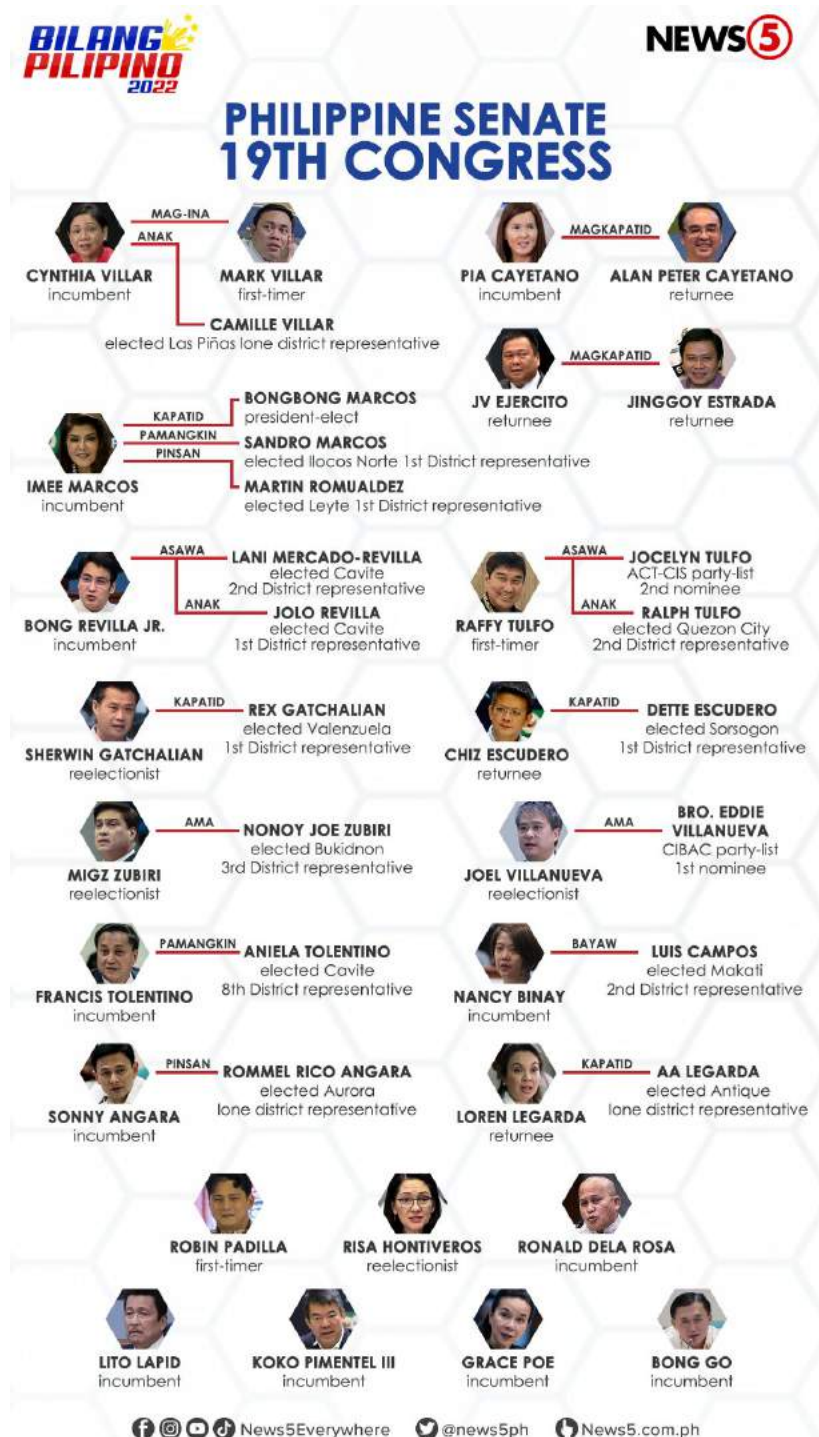 BILANG
PILIPINO
2022
NEWS5
PHILIPPINE SENATE
19TH CONGRESS
MAG-INA
ANAK
CYNTHIA VILLAR
incumbent
MARK VILLAR
first-timer
CAMILLE VILLAR
elected Las Piñas lone district representative
MAGKAPATID
PIA CAYETANO
incumbent
ALAN PETER CAYETANO
returnee
MAGKAPATID
JV EJERCITO
returnee
JINGGOY ESTRADA
returnee
KAPATID
PAMANGKIN
PINSAN
IMEE MARCOS
incumbent
BONGBONG MARCOS
president-elect
SANDRO MARCOS
elected Ilocos Norte 1st District representative
MARTIN ROMUALDEZ
elected Leyte 1st District representative
ASAWA
ANAK
BONG REVILLA JR.
incumbent
LANI MERCADO-REVILLA
elected Cavite
2nd District representative
JOLO REVILLA
elected Cavite
1st District representative
ASAWA
ANAK
RAFFY TULFO
first-timer
JOCELYN TULFO
ACT-CIS party-list
2nd nominee
RALPH TULFO
elected Quezon City
2nd District representative
KAPATID
SHERWIN GATCHALIAN
reelectionist
REX GATCHALIAN
elected Valenzuela
1st District representative
KAPATID
CHIZ ESCUDERO
returnee
DETTE ESCUDERO
elected Sorsogon
1st District representative
AMA
MIGZ ZUBIRI
reelectionist
NONOY JOE ZUBIRI
elected Bukidnon
3rd District representative
AMA
JOEL VILLANUEVA
reelectionist
BRO. EDDIE
VILLANUEVA
CIBAC party-list
1st nominee
PAMANGKIN
FRANCIS TOLENTINO
incumbent
ANIELA TOLENTINO
elected Cavite
8th District representative
BAYAW
NANCY BINAY
incumbent
LUIS CAMPOS
elected Makati
2nd District representative
PINSAN
SONNY ANGARA
incumbent
ROMMEL RICO ANGARA
elected Aurora
lone district representative
KAPATID
LOREN LEGARDA
returnee
AA LEGARDA
elected Antique
lone district representative
ROBIN PADILLA
first-timer
RISA HONTIVEROS
reelectionist
RONALD DELA ROSA
incumbent
LITO LAPID
incumbent
KOKO PIMENTEL III
incumbent
GRACE POE
incumbent
BONG GO
incumbent
News5Everywhere @news5ph News5.com.ph